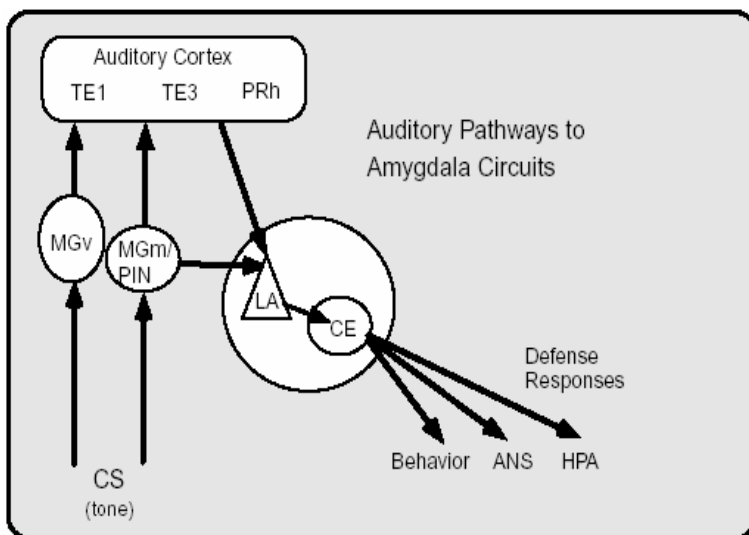 Auditory Cortex
TE1 TE3 PRh
Auditory Pathways to
Amygdala Circuits
MGv
MGm/
PIN
LA
CE
Defense
Responses
Behavior ANS HPA
CS
(tone)